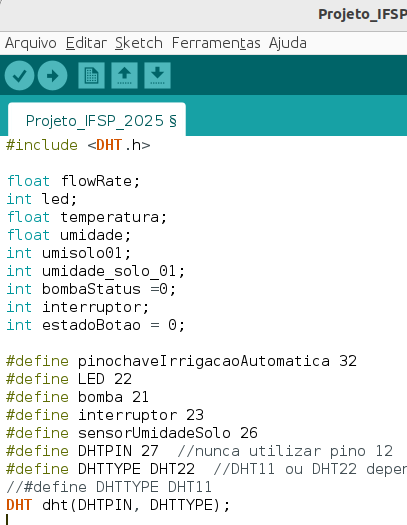 Projeto_IFSP
Arquivo Editar Sketch Ferramentas Ajuda
Projeto_IFSP_2025 §
#include <DHT.h>
float flowRate;
int led;
float temperatura;
float umidade;
int umisolo01;
int umidade_solo_01;
int bombaStatus =0;
int interruptor;
int estadoBotao = 0;
#define pinochaveIrrigacaoAutomatica 32
#define LED 22
#define bomba 21
#define interruptor 23
#define sensorUmidadeSolo 26
#define DHTPIN 27 //nunca utilizar pino 12
#define DHTTYPE DHT22 //DHT11 ou DHT22 depen
//#define DHTTYPE DHT11
DHT dht(DHTPIN, DHTTYPE);